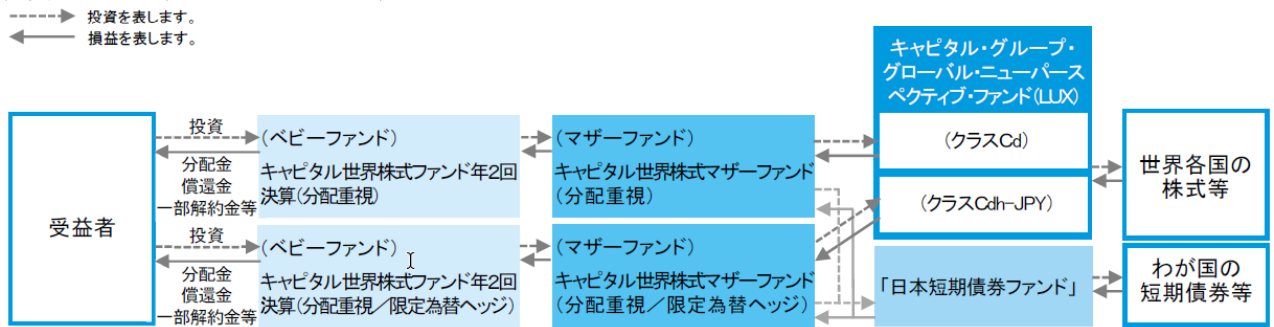 投資を表します。
損益を表します。
キャピタル・グループ・
グローバル・ニューパース
ペクティブ・ファンド(LUX)
受益者
投資
分配金
償還金
一部解約金等
(ベビーファンド)
キャピタル世界株式ファンド年2回
決算(分配重視)
(マザーファンド)
キャピタル世界株式マザーファンド
(分配重視)
(クラスCd)
(クラスCdh-JPY)
世界各国の
株式等
投資
分配金
償還金
一部解約金等
(ベビーファンド)
キャピタル世界株式ファンド年2回
決算(分配重視/限定為替ヘッジ)
(マザーファンド)
キャピタル世界株式マザーファンド
(分配重視/限定為替ヘッジ)
「日本短期債券ファンド」
わが国の
短期債券等